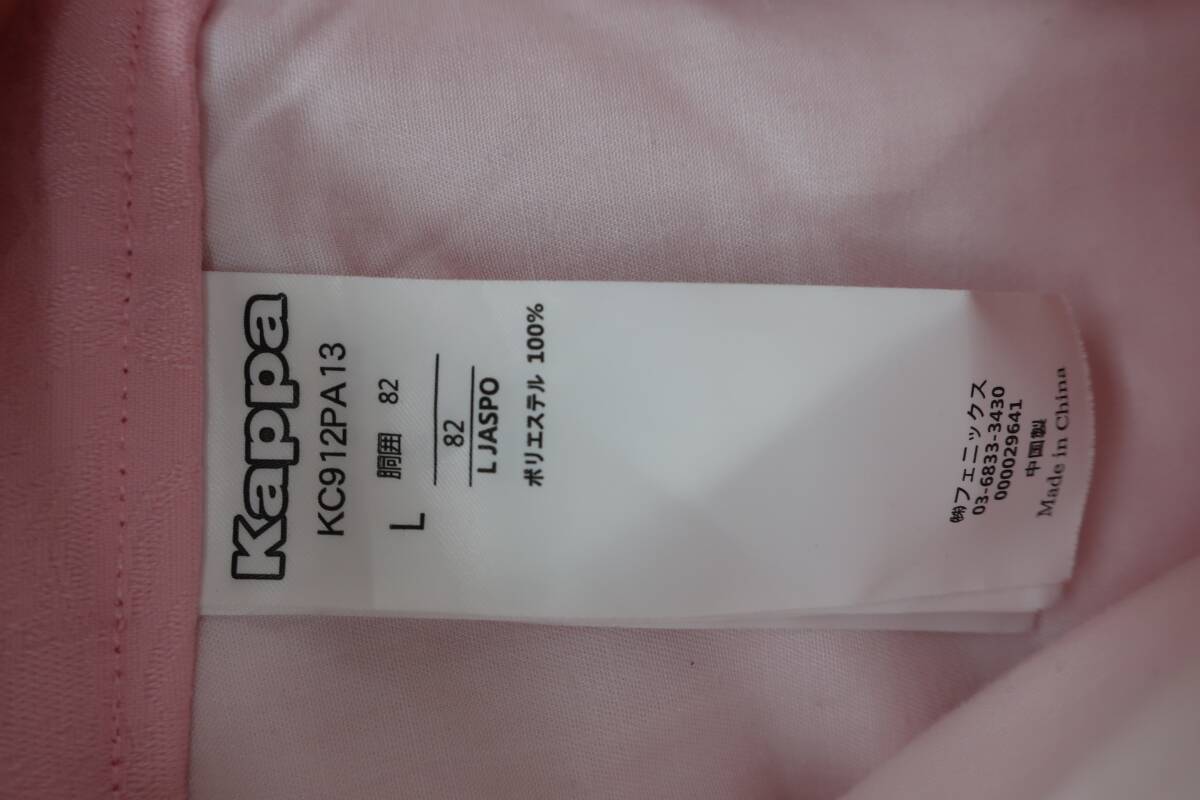 Kappa
KC912PA13
L 胴囲 82
82
L JASPO
ポリエステル 100%
㈱フェニックス
03-6833-3430
000029641
中国製
Made in China